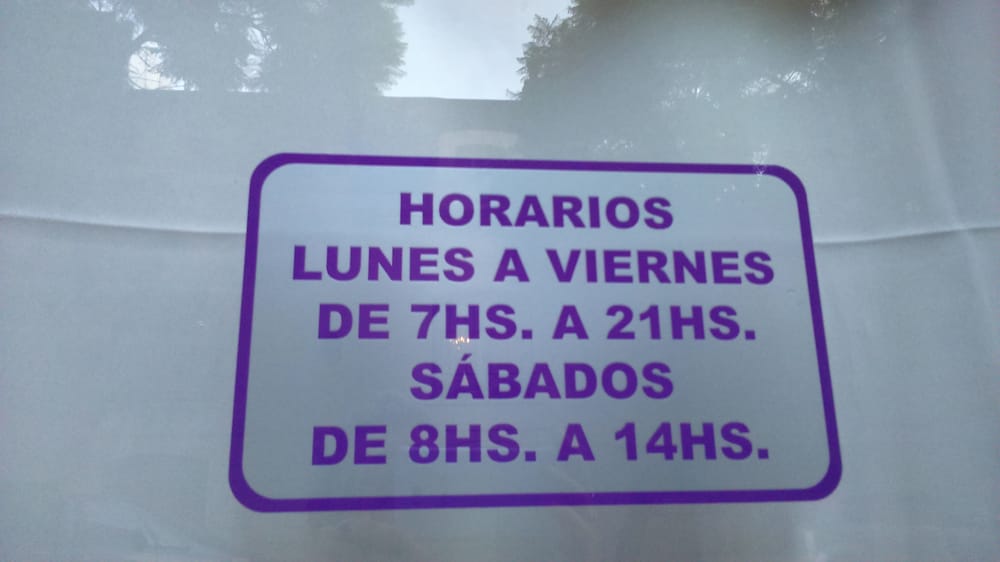 HORARIOS
LUNES A VIERNES
DE 7HS. A 21HS.
SÁBADOS
DE 8HS. A 14HS.